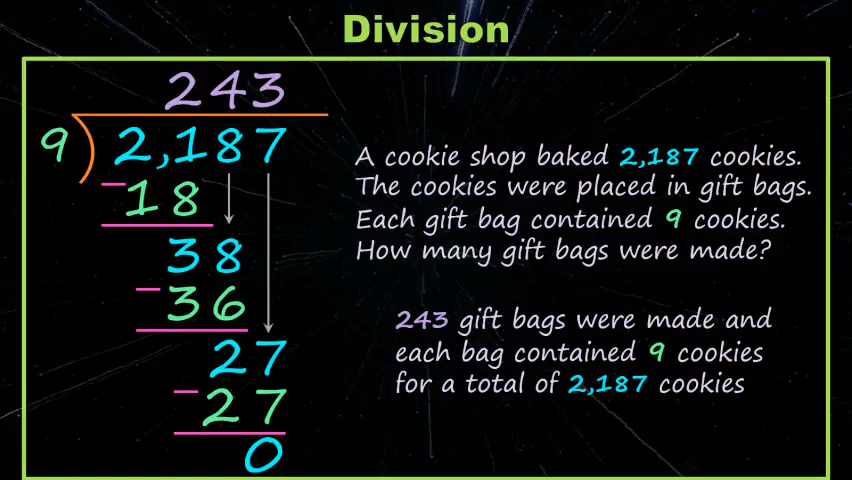 Division
243
9 ) 2,187
- 18
38
- 36
27
- 27
0
A cookie shop baked 2,187 cookies.
The cookies were placed in gift bags.
Each gift bag contained 9 cookies.
How many gift bags were made?
243 gift bags were made and
each bag contained 9 cookies
for a total of 2,187 cookies